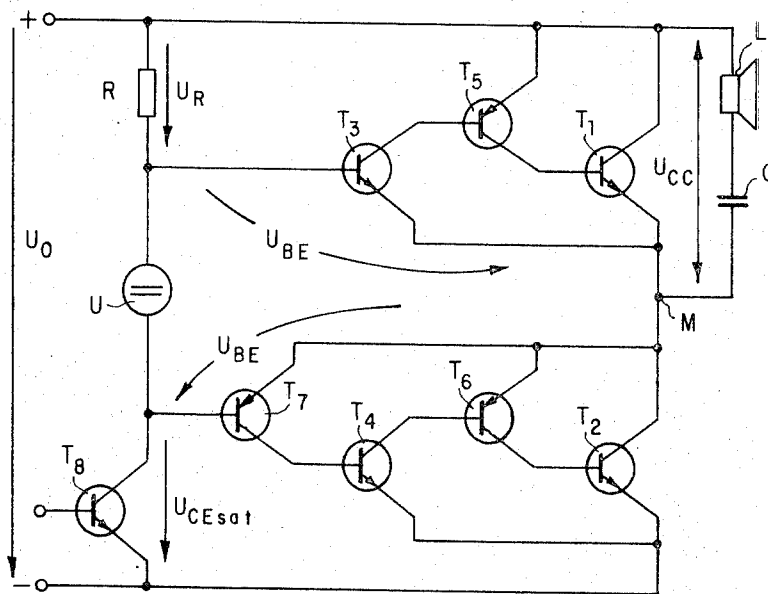 +
L
R
U_R
T_5
T_3
T_1
U_CC
U_0
U_BE
U
M
U_BE
T_7
T_6
T_4
T_2
T_8
U_CEsat
−